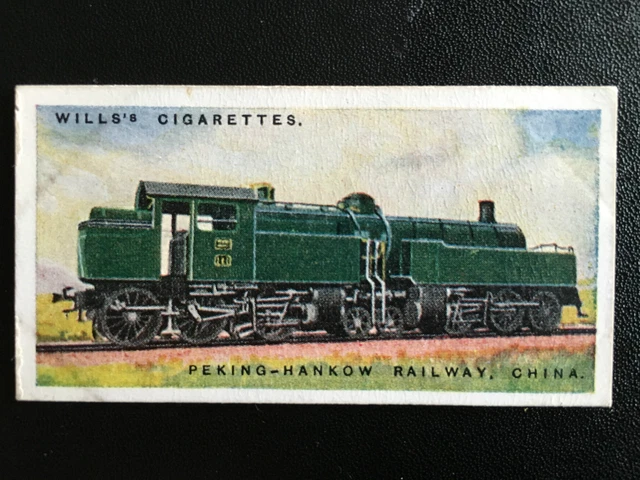 WILLS'S CIGARETTES.
PEKING-HANKOW RAILWAY, CHINA.